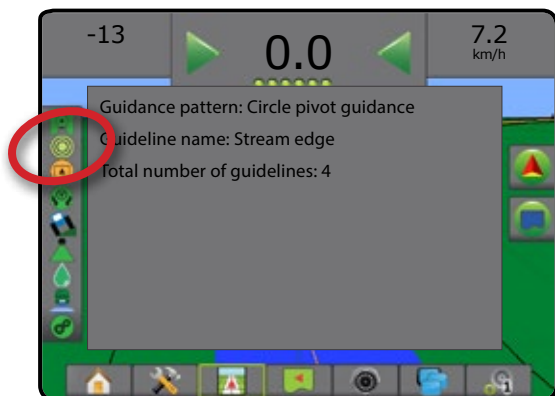 -13
0.0
7.2
km/h
Guidance pattern: Circle pivot guidance
Guideline name: Stream edge
Total number of guidelines: 4
1